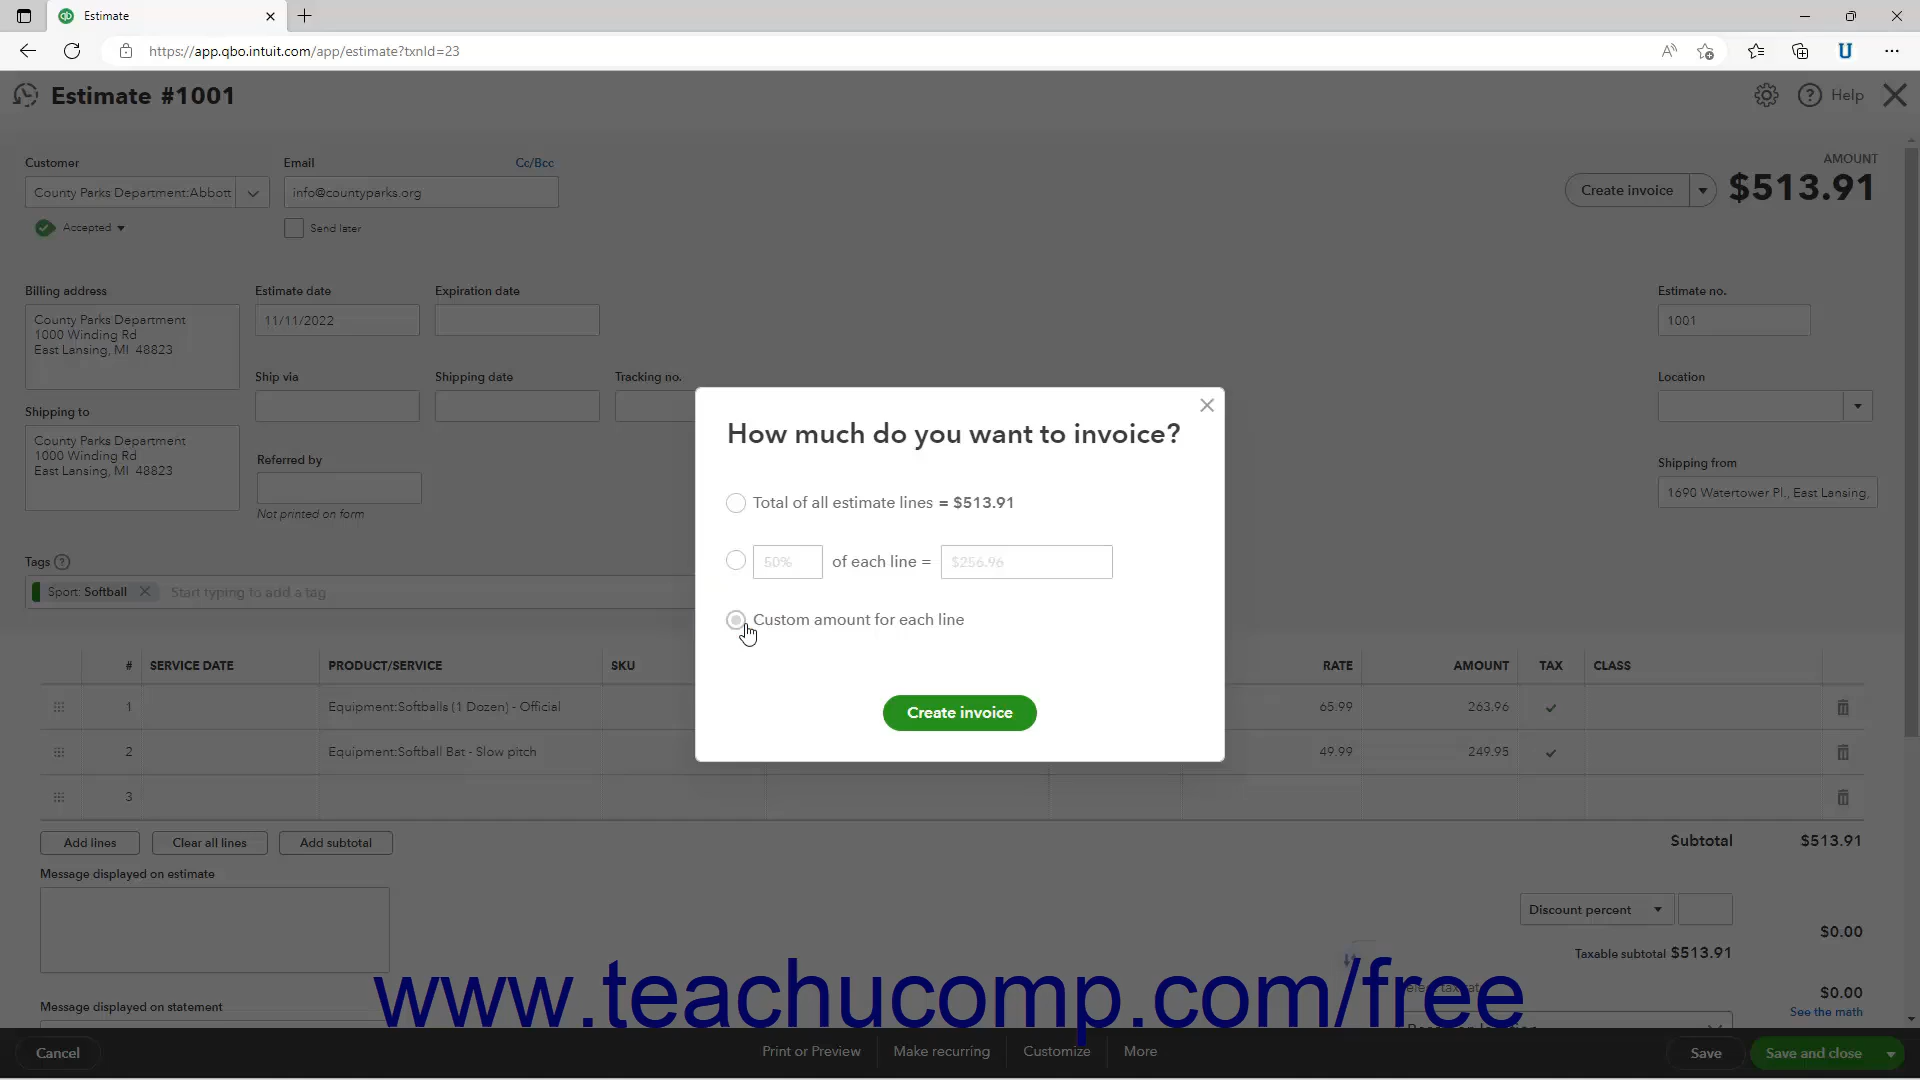 Estimate
https://app.qbo.intuit.com/app/estimate?txnId=23
Estimate #1001
Help
Customer
Email
Cc/Bcc
AMOUNT
County Parks Department:Abbott
info@countyparks.org
Create invoice
$513.91
Accepted
Send later
Billing address
Estimate date
Expiration date
Estimate no.
County Parks Department
1000 Winding Rd
East Lansing, MI 48823
11/11/2022
1001
Ship via
Shipping date
Tracking no.
Location
Shipping to
County Parks Department
1000 Winding Rd
East Lansing, MI 48823
Referred by
Not printed on form
Shipping from
1690 Watertower Pl., East Lansing,
How much do you want to invoice?
Total of all estimate lines = $513.91
50% of each line = $256.96
Custom amount for each line
Create invoice
Tags
Sport: Softball
Start typing to add a tag
# SERVICE DATE PRODUCT/SERVICE SKU RATE AMOUNT TAX CLASS
1 Equipment:Softballs (1 Dozen) - Official 65.99 263.96
2 Equipment:Softball Bat - Slow pitch 49.99 249.95
3
Add lines
Clear all lines
Add subtotal
Subtotal $513.91
Message displayed on estimate
Discount percent
$0.00
Taxable subtotal $513.91
www.teachucomp.com/free
$0.00
See the math
Message displayed on statement
Cancel
Print or Preview
Make recurring
Customize
More
Save
Save and close